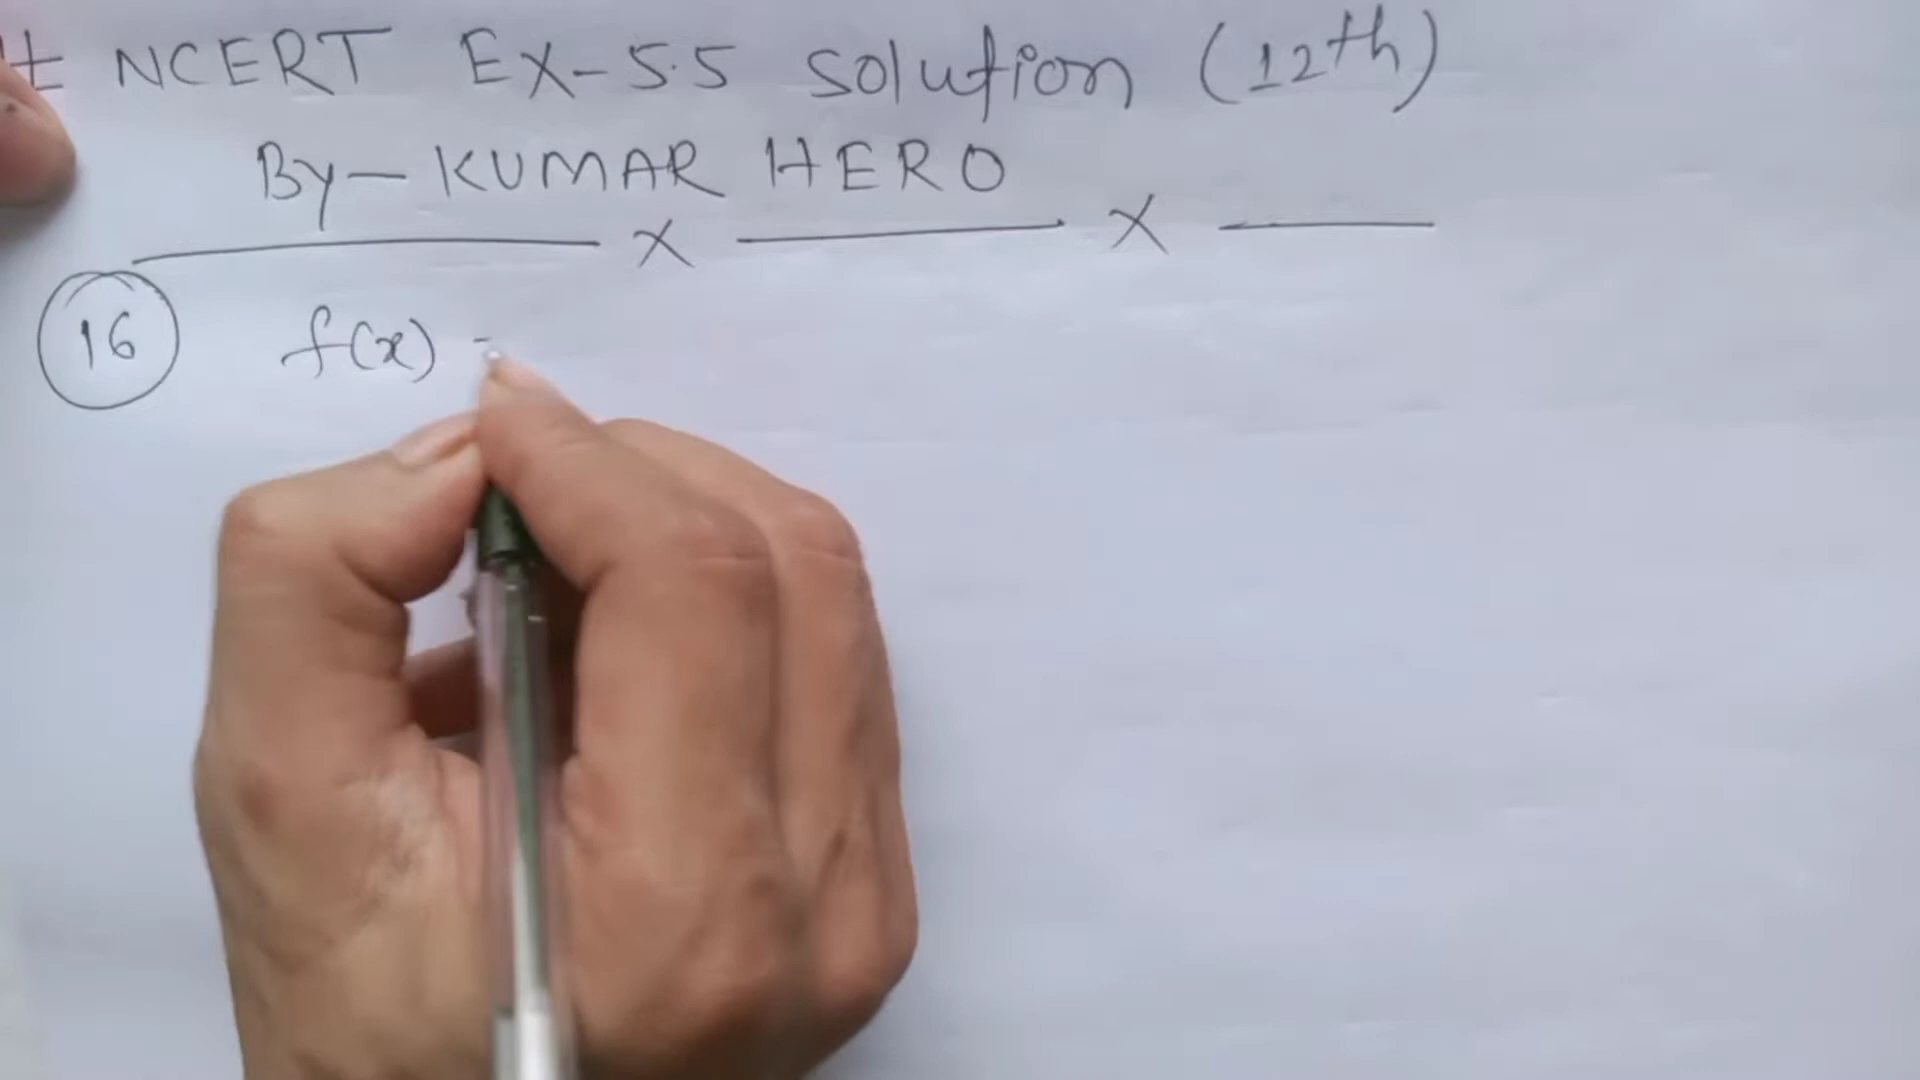 # NCERT EX-5.5 Solution (12th)
By- KUMAR HERO
x x
16 f(x) -